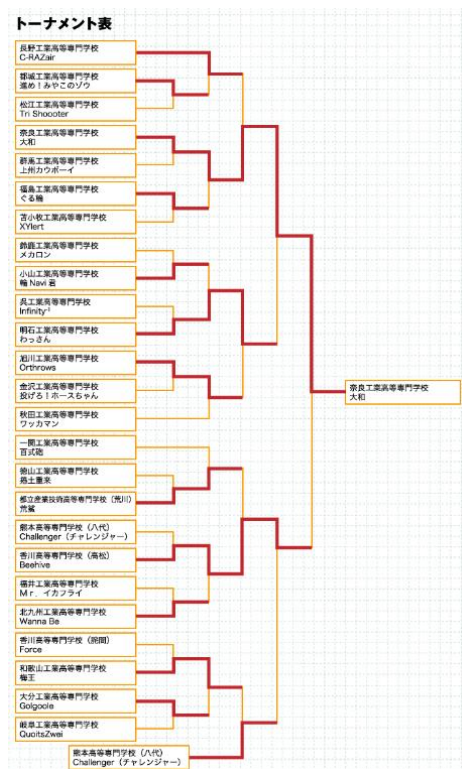 トーナメント表
長野工業高等専門学校
C-RAZair
都城工業高等専門学校
進め！みやこのゾウ
松江工業高等専門学校
Tri Shoooter
奈良工業高等専門学校
大和
群馬工業高等専門学校
上州カウボーイ
福島工業高等専門学校
ぐる輪
苫小牧工業高等専門学校
XYlert
鈴鹿工業高等専門学校
メカロン
小山工業高等専門学校
輪 Navi 君
呉工業高等専門学校
Infinity⁻¹
明石工業高等専門学校
わっさん
旭川工業高等専門学校
Orthrows
金沢工業高等専門学校
投げろ！ホースちゃん
秋田工業高等専門学校
ワッカマン
一関工業高等専門学校
百式砲
徳山工業高等専門学校
捲土重来
都立産業技術高等専門学校（荒川）
荒鷲
熊本高等専門学校（八代）
Challenger（チャレンジャー）
香川高等専門学校（高松）
Beehive
福井工業高等専門学校
Mr．イカフライ
北九州工業高等専門学校
Wanna Be
香川高等専門学校（詫間）
Force
和歌山工業高等専門学校
梅王
大分工業高等専門学校
Golgoole
岐阜工業高等専門学校
QuoitsZwei
熊本高等専門学校（八代）
Challenger（チャレンジャー）
奈良工業高等専門学校
大和